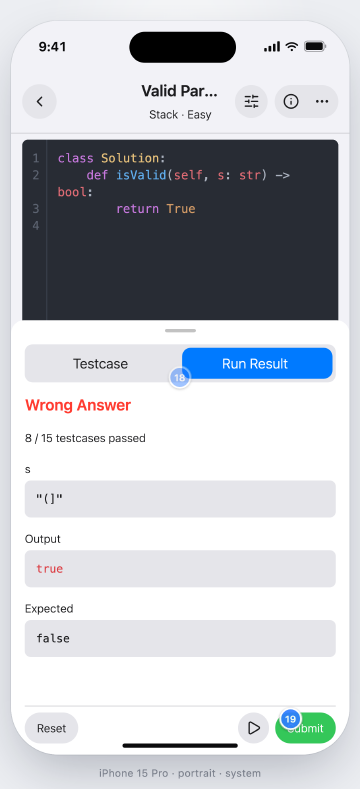 9:41
Valid Par...
Stack · Easy
1 class Solution:
2 def isValid(self, s: str) ->
bool:
3 return True
4
Testcase
Run Result
18
Wrong Answer
8 / 15 testcases passed
s
"(]"
Output
true
Expected
false
Reset
19
iPhone 15 Pro · portrait · system